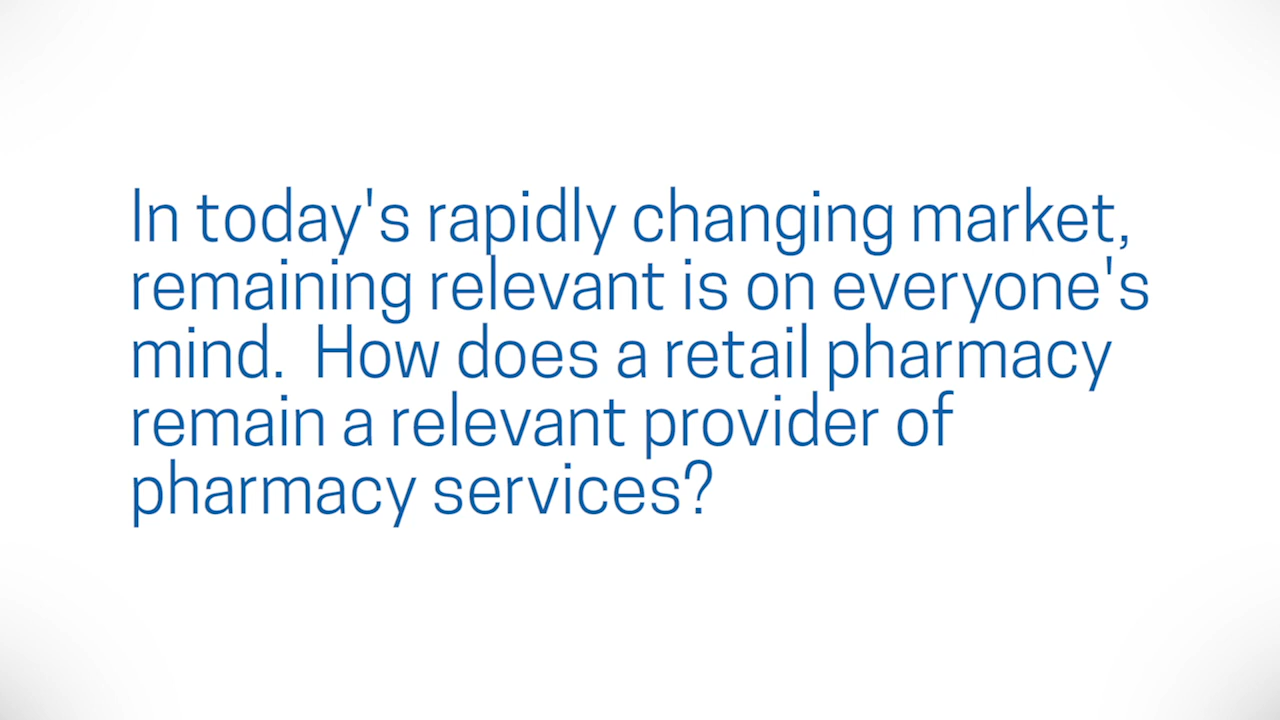 In today's rapidly changing market,
remaining relevant is on everyone's
mind.  How does a retail pharmacy
remain a relevant provider of
pharmacy services?